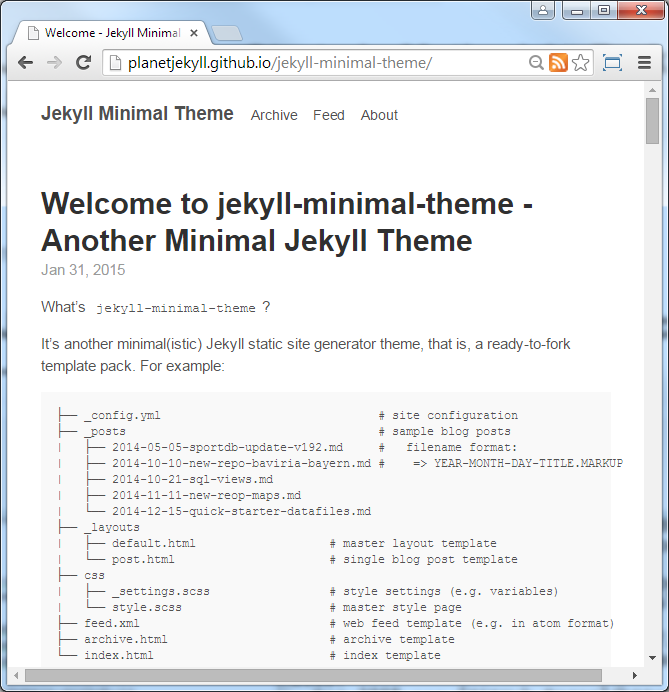 Welcome - Jekyll Minimal
planetjekyll.github.io/jekyll-minimal-theme/
Jekyll Minimal Theme Archive Feed About
Welcome to jekyll-minimal-theme -
Another Minimal Jekyll Theme
Jan 31, 2015
What's jekyll-minimal-theme ?
It's another minimal(istic) Jekyll static site generator theme, that is, a ready-to-fork
template pack. For example:
├── _config.yml # site configuration
├── _posts # sample blog posts
| ├── 2014-05-05-sportdb-update-v192.md # filename format:
| ├── 2014-10-10-new-repo-baviria-bayern.md # => YEAR-MONTH-DAY-TITLE.MARKUP
| ├── 2014-10-21-sql-views.md
| ├── 2014-11-11-new-reop-maps.md
| └── 2014-12-15-quick-starter-datafiles.md
├── _layouts
| ├── default.html # master layout template
| └── post.html # single blog post template
├── css
| ├── _settings.scss # style settings (e.g. variables)
| └── style.scss # master style page
├── feed.xml # web feed template (e.g. in atom format)
├── archive.html # archive template
└── index.html # index template